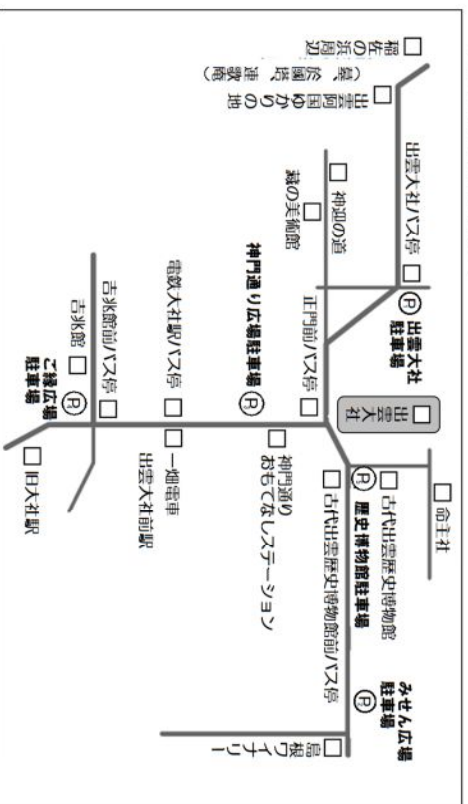 稲佐の浜周辺
出雲阿国ゆかりの地
(墓、於國塔、連歌庵)
出雲大社バス停
神迎の道
藏の美術館
出雲大社
駐車場
正門前バス停
神門通り広場駐車場
電鉄大社駅バス停
吉兆館前バス停
吉兆館
ご縁広場
駐車場
旧大社駅
一畑電車
出雲大社前駅
神門通り
おもてなしステーション
出雲大社
命主社
古代出雲歴史博物館
歴史博物館駐車場
古代出雲歴史博物館前バス停
みせん広場
駐車場
島根ワイナリー